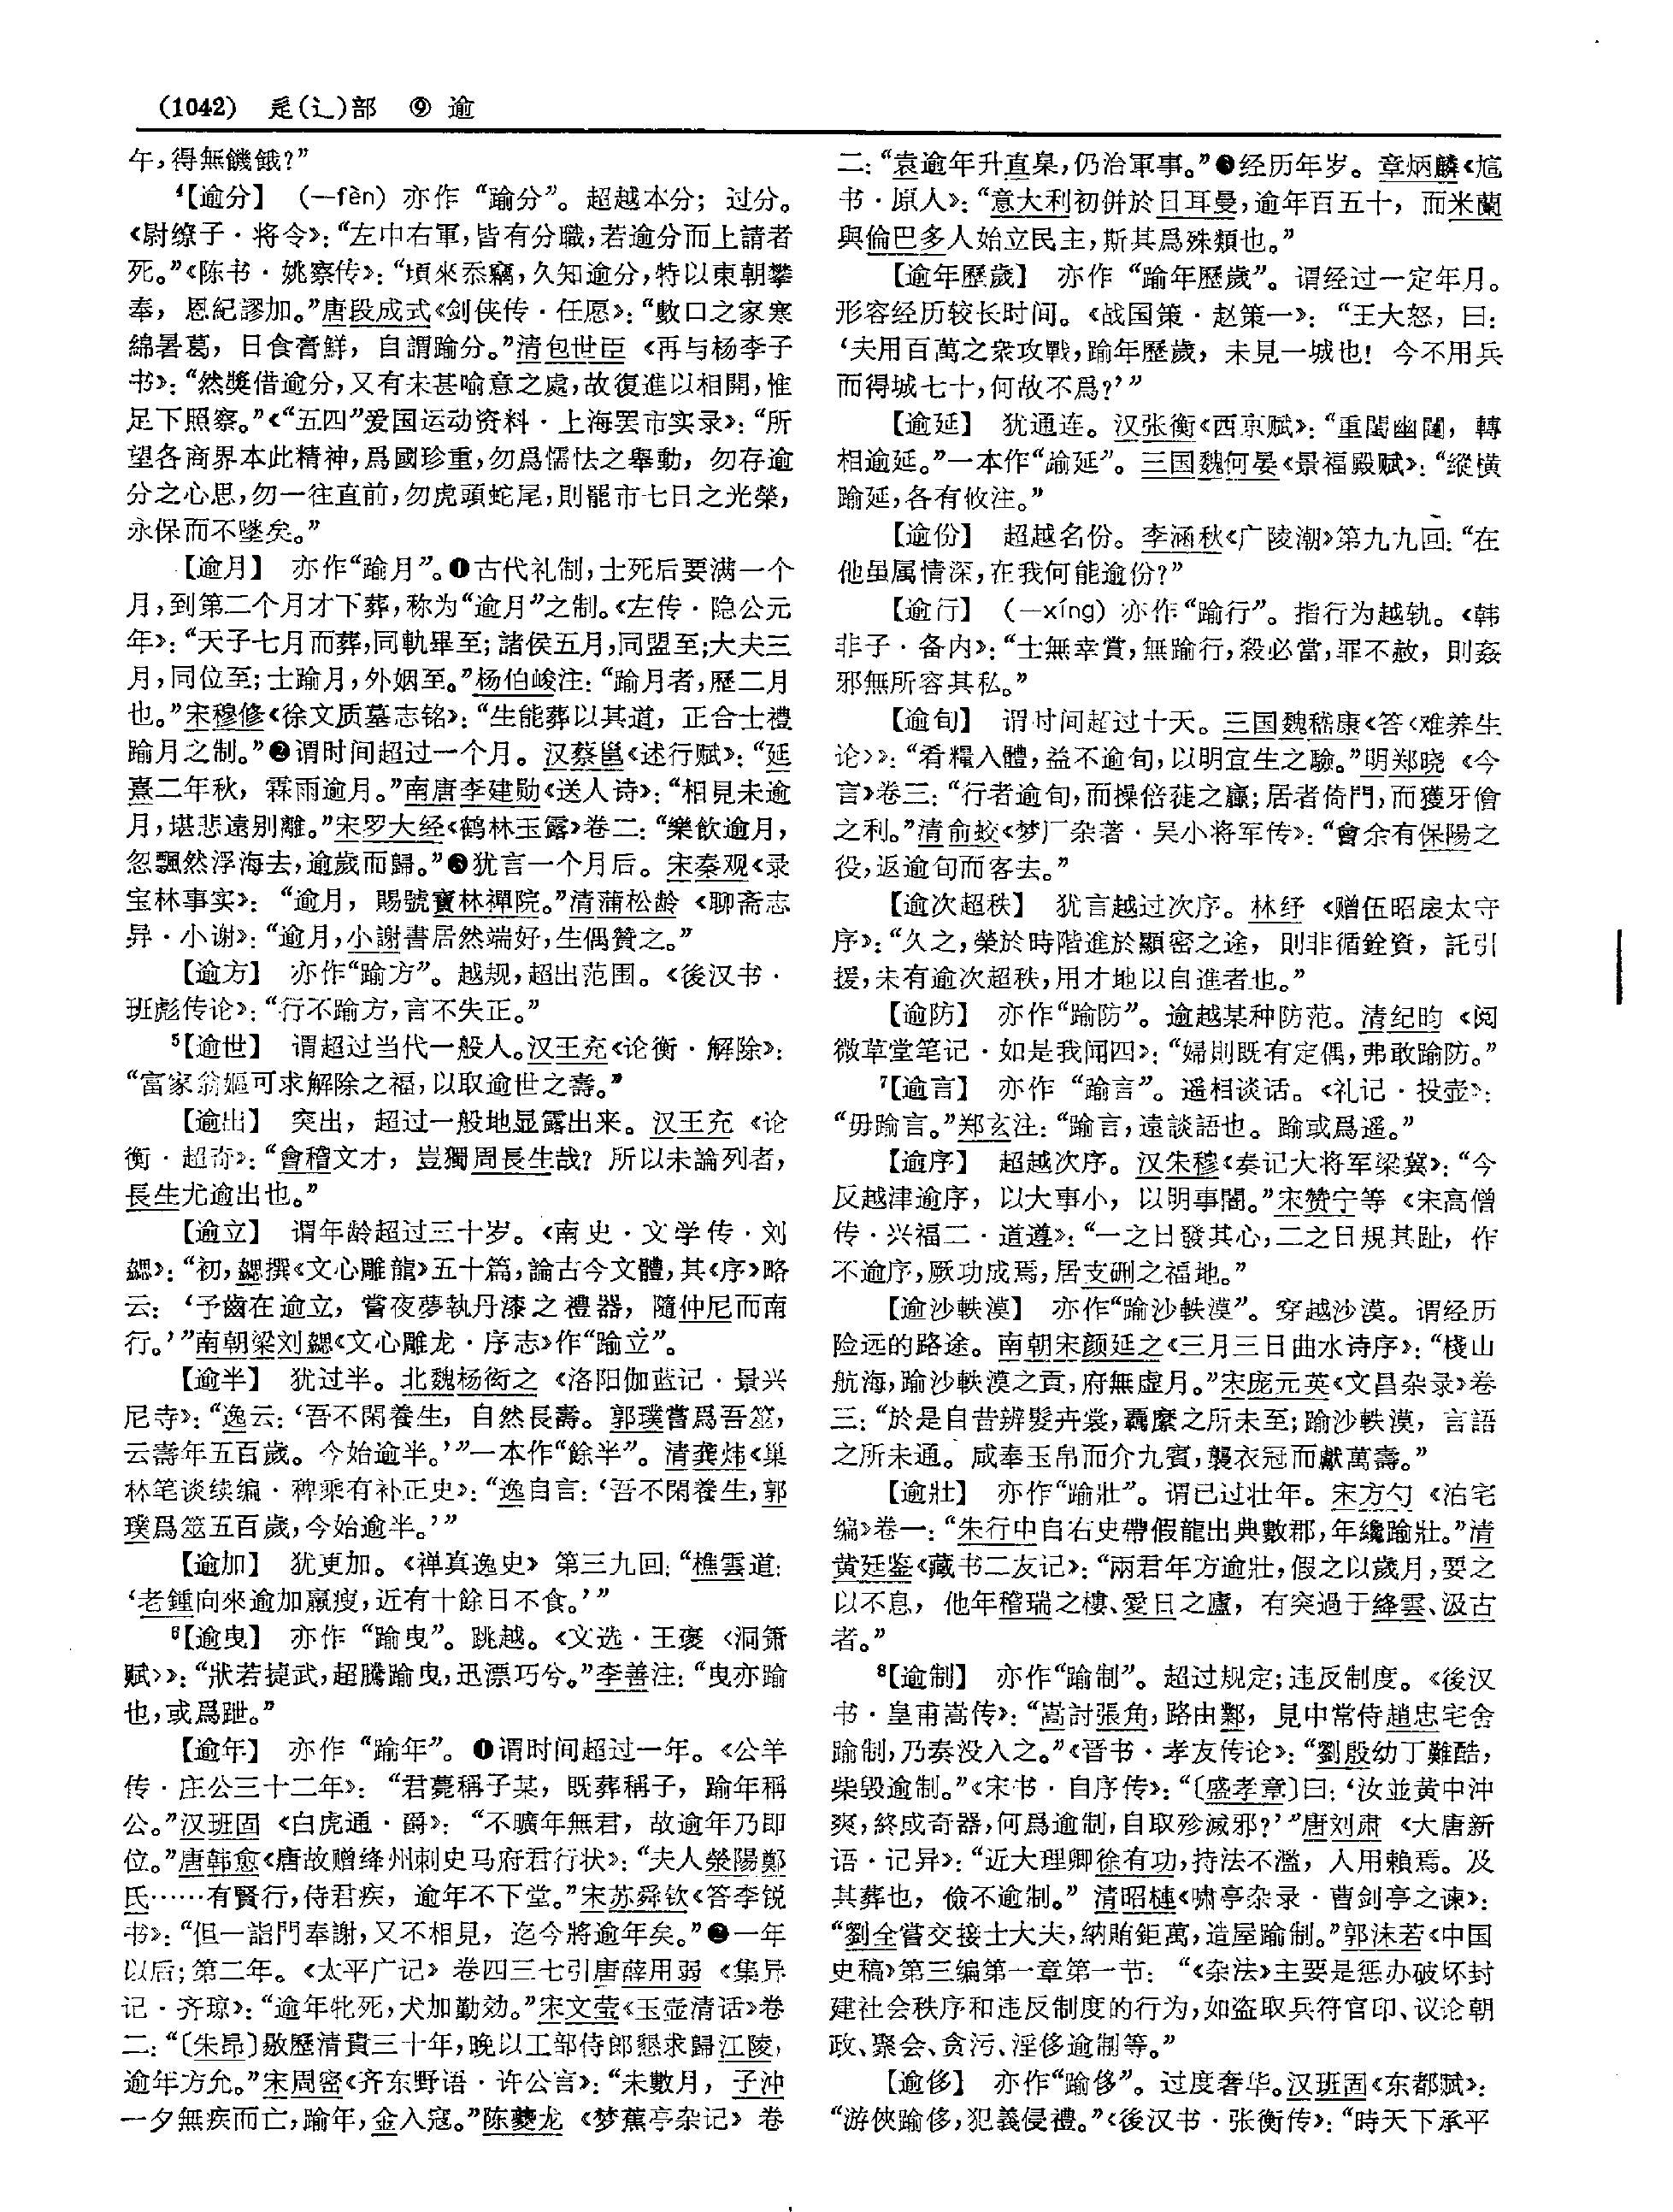 (1042) 辵(辶)部 ⑨ 逾
午，得無饑餓？”
⁴【逾分】 (—fèn) 亦作“踰分”。超越本分；过分。
《尉缭子·将令》：“左中右軍，皆有分職，若逾分而上請者
死。”《陈书·姚察传》：“頃來忝竊，久知逾分，特以東朝攀
奉，恩紀謬加。”唐段成式《剑侠传·任愿》：“數口之家寒
綿暑葛，日食膏鮮，自謂踰分。”清包世臣《再与杨季子
书》：“然獎借逾分，又有未甚喻意之處，故復進以相聞，惟
足下照察。”《“五四”爱国运动资料·上海罢市实录》：“所
望各商界本此精神，爲國珍重，勿爲懦怯之舉動，勿存逾
分之心思，勿一往直前，勿虎頭蛇尾，則罷市七日之光榮，
永保而不墜矣。”
【逾月】 亦作“踰月”。❶古代礼制，士死后要满一个
月，到第二个月才下葬，称为“逾月”之制。《左传·隐公元
年》：“天子七月而葬，同軌畢至；諸侯五月，同盟至；大夫三
月，同位至；士踰月，外姻至。”杨伯峻注：“踰月者，歷二月
也。”宋穆修《徐文质墓志铭》：“生能葬以其道，正合士禮
踰月之制。”❷谓时间超过一个月。汉蔡邕《述行赋》：“延
熹二年秋，霖雨逾月。”南唐李建勋《送人诗》：“相見未逾
月，堪悲遠别離。”宋罗大经《鹤林玉露》卷二：“樂飲逾月，
忽飄然浮海去，逾歲而歸。”❸犹言一个月后。宋秦观《录
宝林事实》：“逾月，賜號寶林禪院。”清蒲松龄《聊斋志
异·小谢》：“逾月，小謝書居然端好，生偶贊之。”
【逾方】 亦作“踰方”。越规，超出范围。《後汉书·
班彪传论》：“行不踰方，言不失正。”
⁵【逾世】 谓超过当代一般人。汉王充《论衡·解除》：
“富家翁嫗可求解除之福，以取逾世之壽。”
【逾出】 突出，超过一般地显露出来。汉王充《论
衡·超奇》：“會稽文才，豈獨周長生哉？所以未論列者，
長生尤逾出也。”
【逾立】 谓年龄超过三十岁。《南史·文学传·刘
勰》：“初，勰撰《文心雕龍》五十篇，論古今文體，其《序》略
云：‘予齒在逾立，嘗夜夢執丹漆之禮器，隨仲尼而南
行。’”南朝梁刘勰《文心雕龙·序志》作“踰立”。
【逾半】 犹过半。北魏杨衒之《洛阳伽蓝记·景兴
尼寺》：“逸云：‘吾不閑養生，自然長壽。郭璞嘗爲吾筮，
云壽年五百歲。今始逾半。’”一本作“餘半”。清龚炜《巢
林笔谈续编·稗乘有补正史》：“逸自言：‘吾不閑養生，郭
璞爲筮五百歲，今始逾半。’”
【逾加】 犹更加。《禅真逸史》第三九回：“樵雲道：
‘老鍾向來逾加羸瘦，近有十餘日不食。’”
⁶【逾曳】 亦作“踰曳”。跳越。《文选·王褒〈洞箫
赋〉》：“狀若捷武，超騰踰曳，迅漂巧兮。”李善注：“曳亦踰
也，或爲跇。”
【逾年】 亦作“踰年”。❶谓时间超过一年。《公羊
传·庄公三十二年》：“君薨稱子某，既葬稱子，踰年稱
公。”汉班固《白虎通·爵》：“不曠年無君，故逾年乃即
位。”唐韩愈《唐故赠绛州刺史马府君行状》：“夫人滎陽鄭
氏……有賢行，侍君疾，逾年不下堂。”宋苏舜钦《答李锐
书》：“但一詣門奉謝，又不相見，迄今將逾年矣。”❷一年
以后；第二年。《太平广记》卷四三七引唐薛用弱《集异
记·齐琼》：“逾年牝死，犬加勤効。”宋文莹《玉壶清话》卷
二：“〔朱昂〕敭歷清貴三十年，晚以工部侍郎懇求歸江陵，
逾年方允。”宋周密《齐东野语·许公言》：“未數月，子沖
一夕無疾而亡，踰年，金入寇。”陈夔龙《梦蕉亭杂记》卷
二：“袁逾年升直臬，仍治軍事。”❸经历年岁。章炳麟《訄
书·原人》：“意大利初併於日耳曼，逾年百五十，而米蘭
與倫巴多人始立民主，斯其爲殊類也。”
【逾年歷歲】 亦作“踰年歷歲”。谓经过一定年月。
形容经历较长时间。《战国策·赵策一》：“王大怒，曰：
‘夫用百萬之衆攻戰，踰年歷歲，未見一城也！今不用兵
而得城七十，何故不爲？’”
【逾延】 犹通连。汉张衡《西京赋》：“重閨幽闥，轉
相逾延。”一本作“踰延”。三国魏何晏《景福殿赋》：“縱横
踰延，各有攸注。”
【逾份】 超越名份。李涵秋《广陵潮》第九九回：“在
他虽属情深，在我何能逾份？”
【逾行】 (—xíng) 亦作“踰行”。指行为越轨。《韩
非子·备内》：“士無幸賞，無踰行，殺必當，罪不赦，則姦
邪無所容其私。”
【逾旬】 谓时间超过十天。三国魏嵇康《答〈难养生
论〉》：“肴糧入體，益不逾旬，以明宜生之驗。”明郑晓《今
言》卷三：“行者逾旬，而操倍蓰之贏；居者倚門，而獲牙儈
之利。”清俞蛟《梦厂杂著·吴小将军传》：“會余有保陽之
役，返逾旬而客去。”
【逾次超秩】 犹言越过次序。林纾《赠伍昭扆太守
序》：“久之，榮於時階進於顯密之途，則非循銓資，託引
援，未有逾次超秩，用才地以自進者也。”
【逾防】 亦作“踰防”。逾越某种防范。清纪昀《阅
微草堂笔记·如是我闻四》：“婦則既有定偶，弗敢踰防。”
⁷【逾言】 亦作“踰言”。遥相谈话。《礼记·投壶》：
“毋踰言。”郑玄注：“踰言，遠談語也。踰或爲遥。”
【逾序】 超越次序。汉朱穆《奏记大将军梁冀》：“今
反越津逾序，以大事小，以明事闇。”宋赞宁等《宋高僧
传·兴福二·道遵》：“一之日發其心，二之日規其趾，作
不逾序，厥功成焉，居支硎之福地。”
【逾沙軼漠】 亦作“踰沙軼漠”。穿越沙漠。谓经历
险远的路途。南朝宋颜延之《三月三日曲水诗序》：“棧山
航海，踰沙軼漠之貢，府無虚月。”宋庞元英《文昌杂录》卷
三：“於是自昔辨髮卉裳，羈縻之所未至；踰沙軼漠，言語
之所未通。咸奉玉帛而介九賓，襲衣冠而獻萬壽。”
【逾壯】 亦作“踰壯”。谓已过壮年。宋方勺《泊宅
编》卷一：“朱行中自右史帶假龍出典數郡，年纔踰壯。”清
黄廷鉴《藏书二友记》：“兩君年方逾壯，假之以歲月，要之
以不息，他年稽瑞之樓、愛日之廬，有突過于絳雲、汲古
者。”
⁸【逾制】 亦作“踰制”。超过规定；违反制度。《後汉
书·皇甫嵩传》：“嵩討張角，路由鄴，見中常侍趙忠宅舍
踰制，乃奏没入之。”《晋书·孝友传论》：“劉殷幼丁難酷，
柴毁逾制。”《宋书·自序传》：“〔盛孝章〕曰：‘汝並黄中沖
爽，終成奇器，何爲逾制，自取殄滅邪？’”唐刘肃《大唐新
语·记异》：“近大理卿徐有功，持法不濫，人用賴焉。及
其葬也，儉不逾制。”清昭梿《啸亭杂录·曹剑亭之谏》：
“劉全嘗交接士大夫，納賄鉅萬，造屋踰制。”郭沫若《中国
史稿》第三编第一章第一节：“《杂法》主要是惩办破坏封
建社会秩序和违反制度的行为，如盗取兵符官印、议论朝
政、聚会、贪污、淫侈逾制等。”
【逾侈】 亦作“踰侈”。过度奢华。汉班固《东都赋》：
“游俠踰侈，犯義侵禮。”《後汉书·张衡传》：“時天下承平